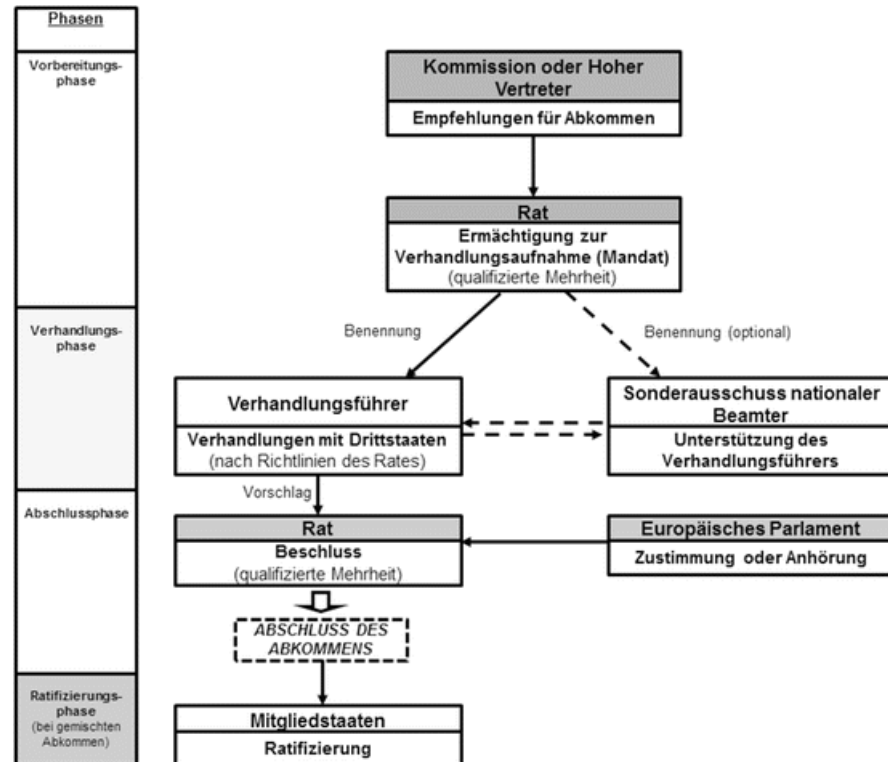 Phasen
Vorbereitungs-
phase
Kommission oder Hoher
Vertreter
Empfehlungen für Abkommen
Rat
Ermächtigung zur
Verhandlungsaufnahme (Mandat)
(qualifizierte Mehrheit)
Verhandlungs-
phase
Benennung
Benennung (optional)
Verhandlungsführer
Verhandlungen mit Drittstaaten
(nach Richtlinien des Rates)
Sonderausschuss nationaler
Beamter
Unterstützung des
Verhandlungsführers
Vorschlag
Abschlussphase
Rat
Beschluss
(qualifizierte Mehrheit)
Europäisches Parlament
Zustimmung oder Anhörung
ABSCHLUSS DES
ABKOMMENS
Ratifizierungs-
phase
(bei gemischten
Abkommen)
Mitgliedstaaten
Ratifizierung